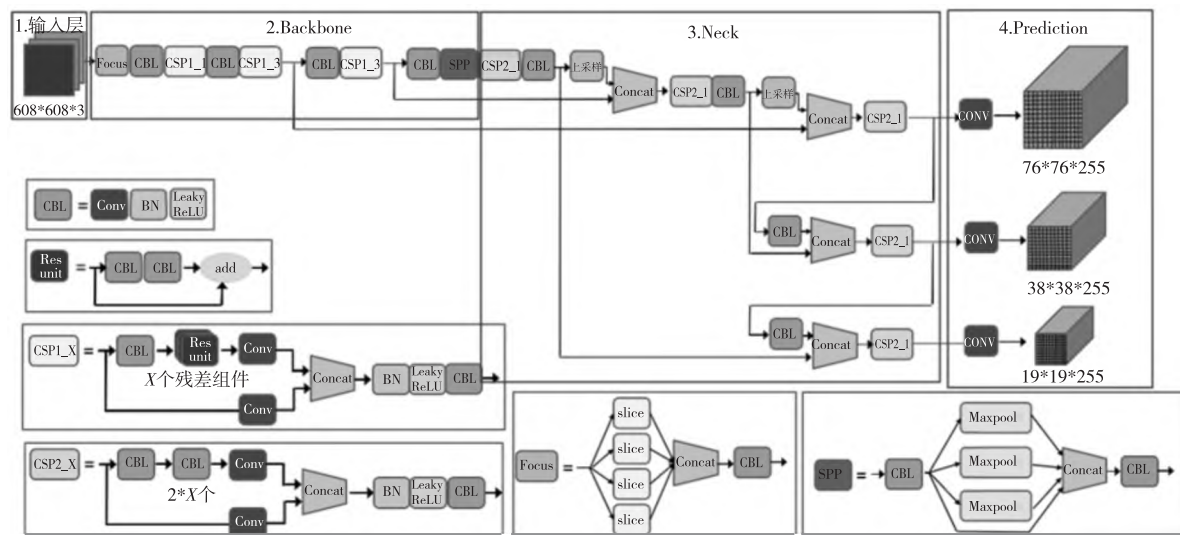 1.输入层
608*608*3
2.Backbone
Focus CBL CSP1_1 CBL CSP1_3 CBL CSP1_3 CBL SPP
3.Neck
CSP2_1 CBL 上采样 Concat CSP2_1 CBL 上采样 Concat CSP2_1
CBL Concat CSP2_1
CBL Concat CSP2_1
4.Prediction
CONV
76*76*255
CONV
38*38*255
CONV
19*19*255
CBL = Conv BN Leaky ReLU
Res unit = CBL CBL add
CSP1_X = CBL Res unit Conv Concat BN Leaky ReLU CBL
X个残差组件
Conv
CSP2_X = CBL CBL Conv Concat BN Leaky ReLU CBL
2*X个
Conv
Focus = slice slice slice slice Concat CBL
SPP = CBL Maxpool Maxpool Maxpool Concat CBL